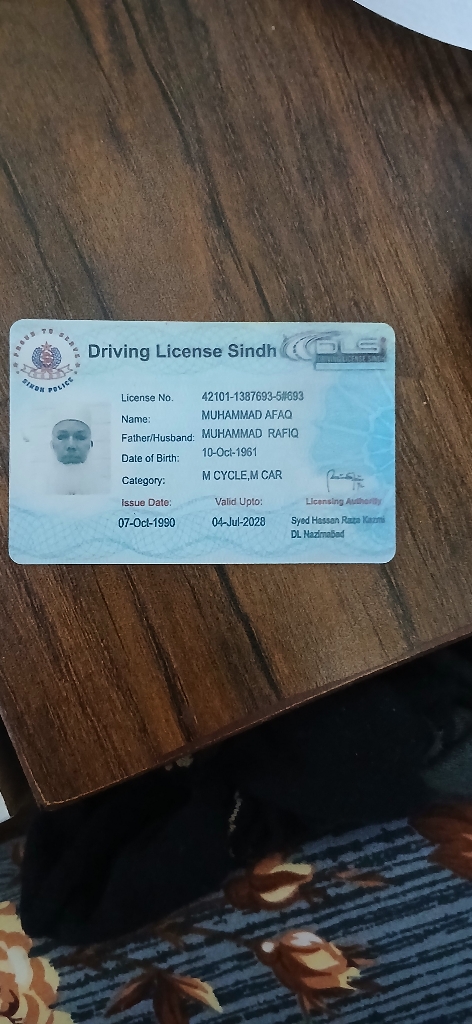 PROUD TO SERVE
SINDH POLICE
Driving License Sindh
DLS
License No. 42101-1387693-5#693
Name: MUHAMMAD AFAQ
Father/Husband: MUHAMMAD RAFIQ
Date of Birth: 10-Oct-1961
Category: M CYCLE,M CAR
Issue Date: Valid Upto: Licensing Authority
07-Oct-1990 04-Jul-2028 Syed Hassan Raza Kazmi
DL Nazimabad